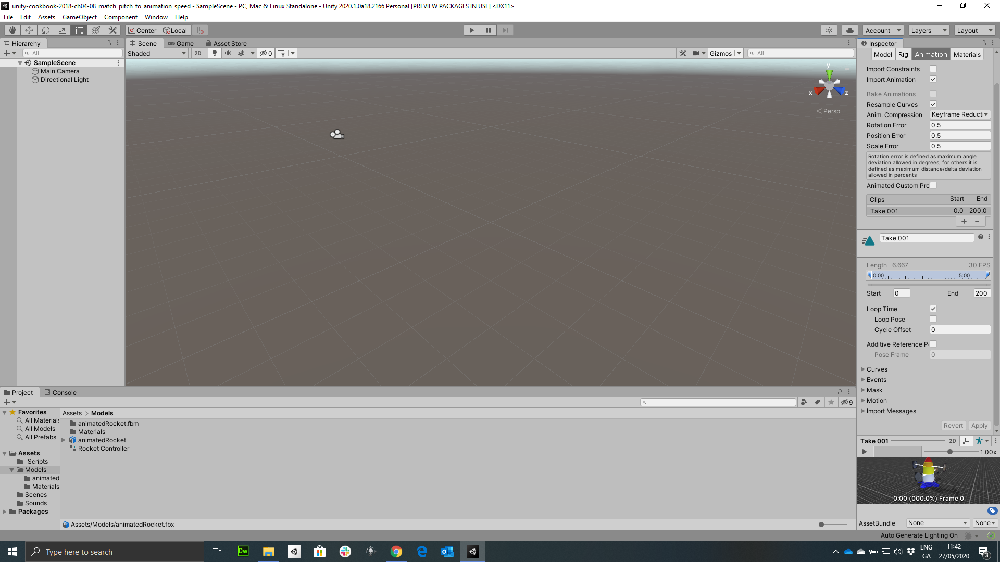 unity-cookbook-2018-ch04-08_match_pitch_to_animation_speed - SampleScene - PC, Mac & Linux Standalone - Unity 2020.1.0a18.2166 Personal [PREVIEW PACKAGES IN USE] <DX11>
File Edit Assets GameObject Component Window Help
Center Local Account Layers Layout
Hierarchy
All
SampleScene
Main Camera
Directional Light
Scene Game Asset Store
Shaded 2D 0 Gizmos All
y
x z
Persp
Inspector
Model Rig Animation Materials
Import Constraints
Import Animation
Bake Animations
Resample Curves
Anim. Compression Keyframe Reduct
Rotation Error 0.5
Position Error 0.5
Scale Error 0.5
Rotation error is defined as maximum angle
deviation allowed in degrees, for others it is
defined as maximum distance/delta deviation
allowed in percents
Animated Custom Prc
Clips Start End
Take 001 0.0 200.0
+ −
Take 001
Length 6.667 30 FPS
0:00 5:00
Start 0 End 200
Loop Time
Loop Pose
Cycle Offset 0
Additive Reference P
Pose Frame 0
Curves
Events
Mask
Motion
Import Messages
Revert Apply
Take 001 2D
1.00x
0:00 (000.0%) Frame 0
AssetBundle None None
Project Console
9
Favorites
All Materials
All Models
All Prefabs
Assets
_Scripts
Models
animated
Materials
Scenes
Sounds
Packages
Assets > Models
animatedRocket.fbm
Materials
animatedRocket
Rocket Controller
Assets/Models/animatedRocket.fbx
Auto Generate Lighting On
Type here to search
Dw
ENG
GA
11:42
27/05/2020
3